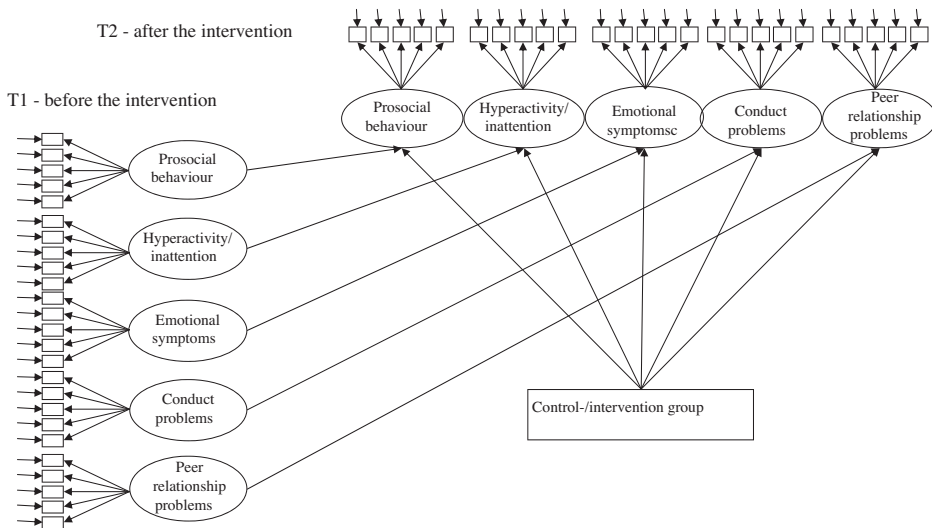 T2 - after the intervention
Prosocial
behaviour
Hyperactivity/
inattention
Emotional
symptomsc
Conduct
problems
Peer
relationship
problems
T1 - before the intervention
Prosocial
behaviour
Hyperactivity/
inattention
Emotional
symptoms
Conduct
problems
Peer
relationship
problems
Control-/intervention group